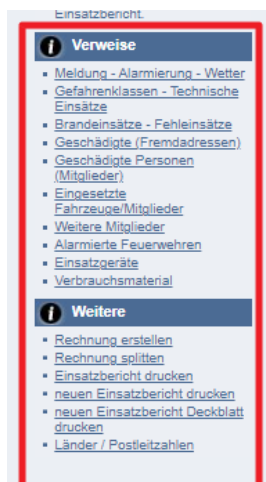 Einsatzbericht.
Verweise
Meldung - Alarmierung - Wetter
Gefahrenklassen - Technische
Einsätze
Brandeinsätze - Fehleinsätze
Geschädigte (Fremdadressen)
Geschädigte Personen
(Mitglieder)
Eingesetzte
Fahrzeuge/Mitglieder
Weitere Mitglieder
Alarmierte Feuerwehren
Einsatzgeräte
Verbrauchsmaterial
Weitere
Rechnung erstellen
Rechnung splitten
Einsatzbericht drucken
neuen Einsatzbericht drucken
neuen Einsatzbericht Deckblatt
drucken
Länder / Postleitzahlen